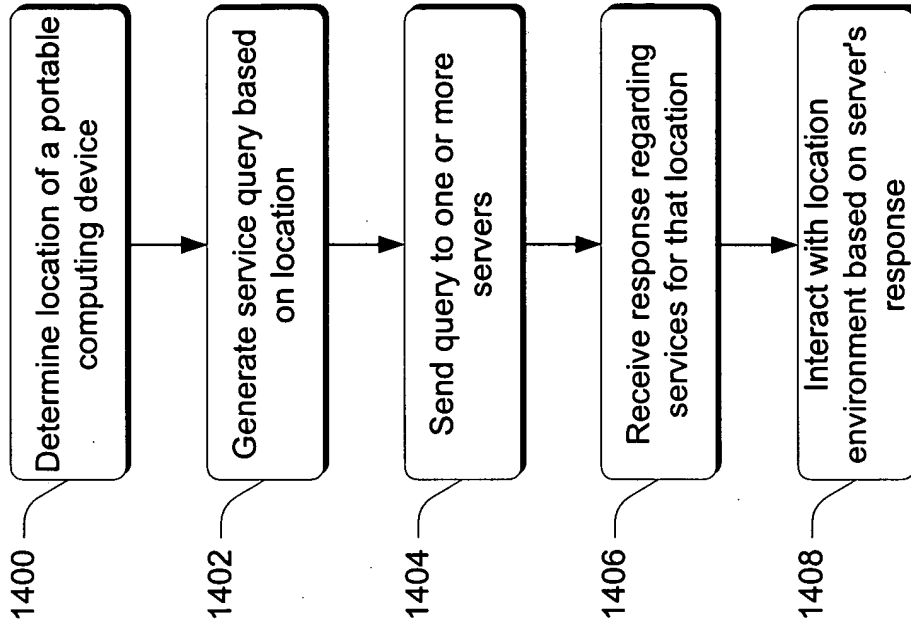 1400
Determine location of a portable
computing device
1402
Generate service query based
on location
1404
Send query to one or more
servers
1406
Receive response regarding
services for that location
1408
Interact with location
environment based on server's
response